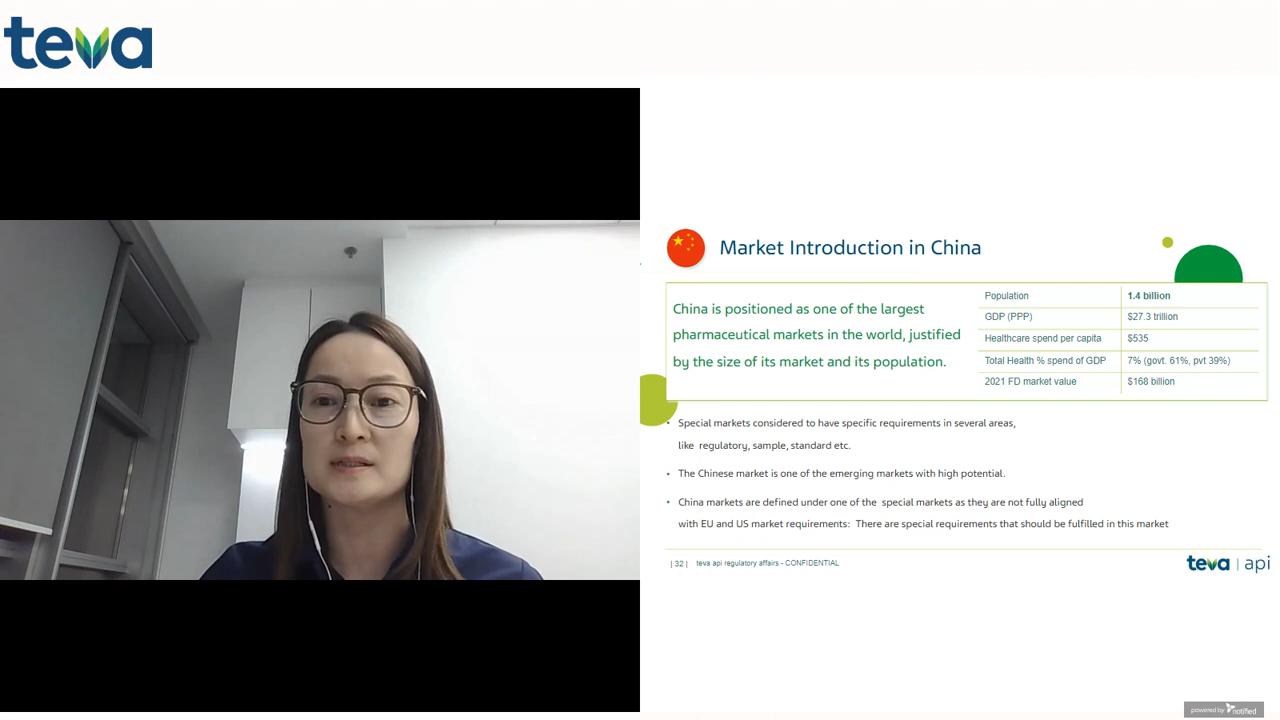 teva
Market Introduction in China
China is positioned as one of the largest
pharmaceutical markets in the world, justified
by the size of its market and its population.
Population 1.4 billion
GDP (PPP) $27.3 trillion
Healthcare spend per capita $535
Total Health % spend of GDP 7% (govt. 61%, pvt 39%)
2021 FD market value $168 billion
• Special markets considered to have specific requirements in several areas,
like regulatory, sample, standard etc.
• The Chinese market is one of the emerging markets with high potential.
• China markets are defined under one of the special markets as they are not fully aligned
with EU and US market requirements: There are special requirements that should be fulfilled in this market
| 32 | teva api regulatory affairs - CONFIDENTIAL
teva | api
powered by notified